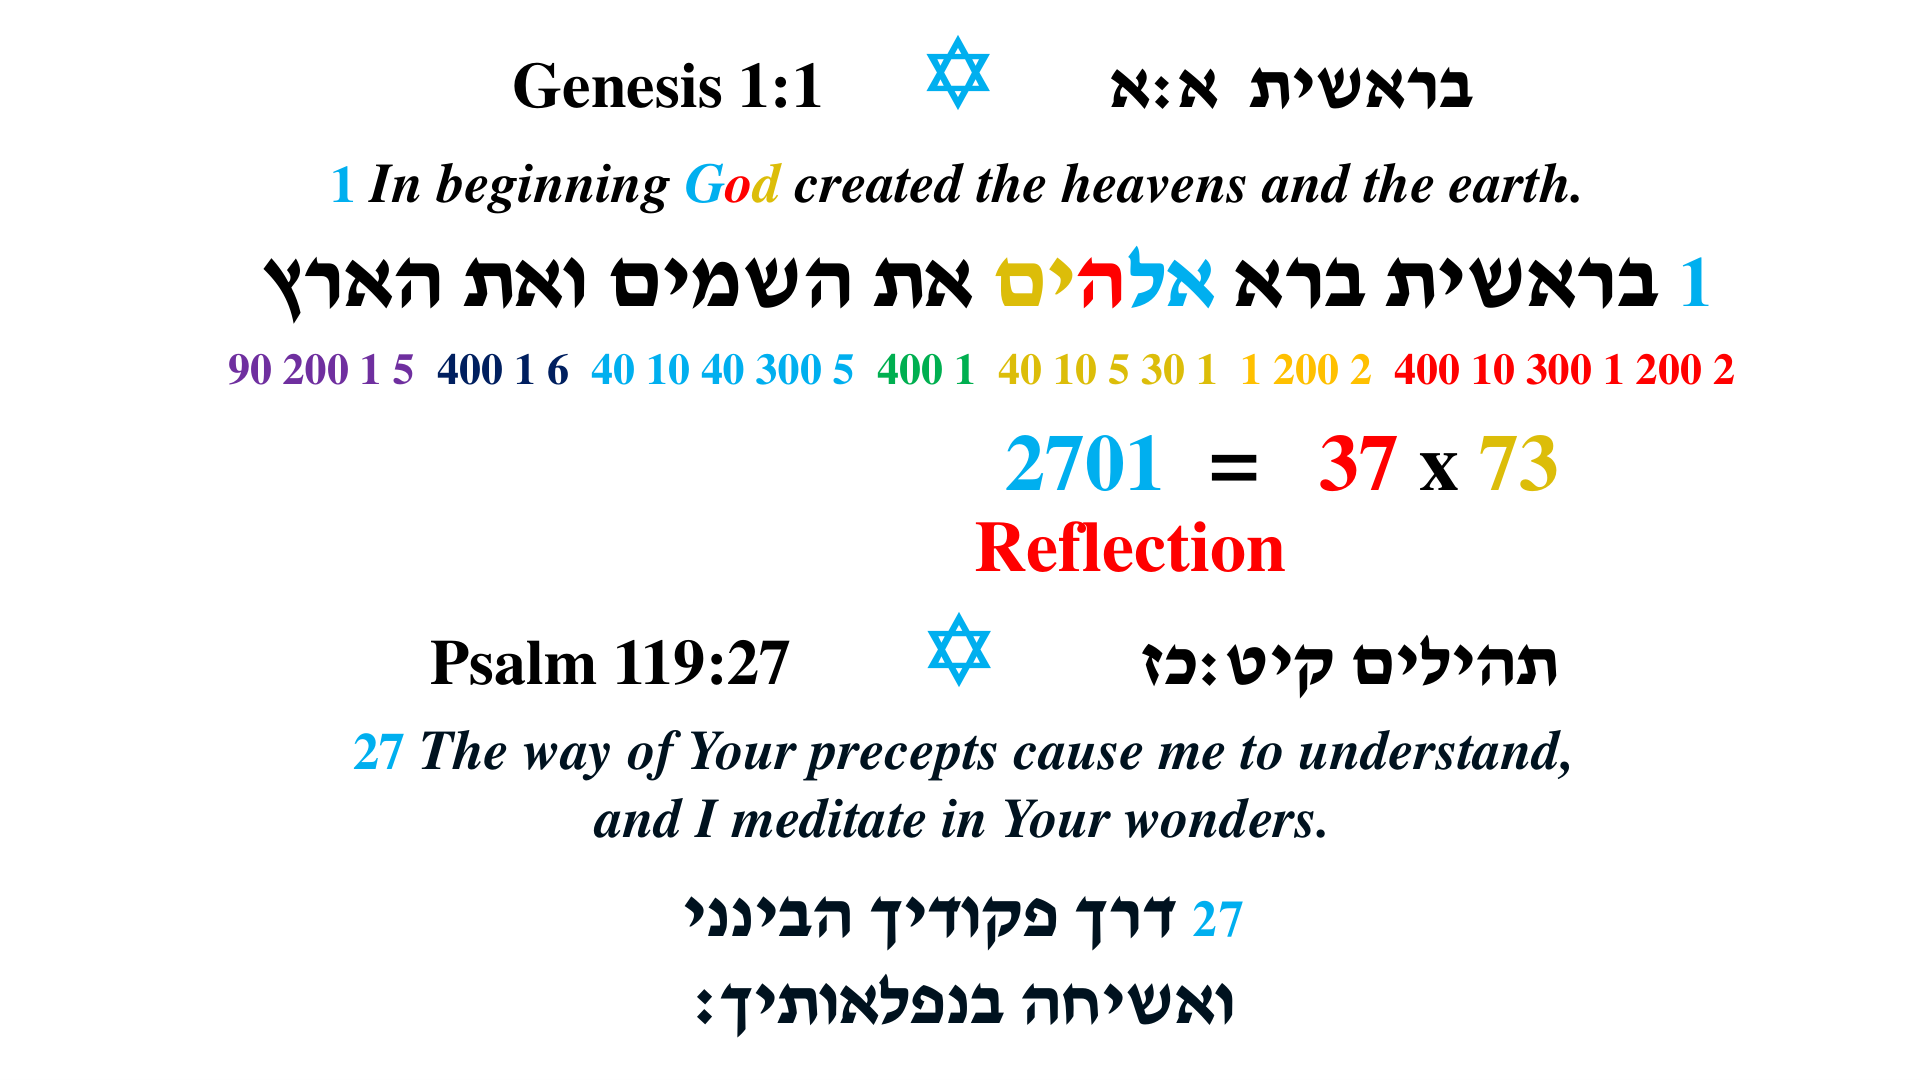 Genesis 1:1 ✡ בראשית א:א
1 In beginning God created the heavens and the earth.
1 בראשית ברא אלהים את השמים ואת הארץ
90 200 1 5 400 1 6 40 10 40 300 5 400 1 40 10 5 30 1 1 200 2 400 10 300 1 200 2
2701 = 37 x 73
Reflection
Psalm 119:27 ✡ תהילים קיט:כז
27 The way of Your precepts cause me to understand,
and I meditate in Your wonders.
27 דרך פקודיך הבינני
ואשיחה בנפלאותיך: